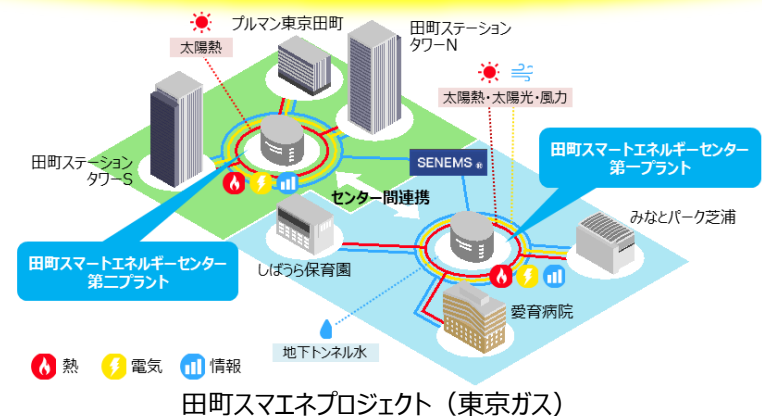 プルマン東京田町
田町ステーション
タワーN
太陽熱
太陽熱・太陽光・風力
田町ステーション
タワーS
SENEMS
田町スマートエネルギーセンター
第一プラント
センター間連携
みなとパーク芝浦
田町スマートエネルギーセンター
第二プラント
しばうら保育園
愛育病院
地下トンネル水
熱
電気
情報
田町スマエネプロジェクト（東京ガス）